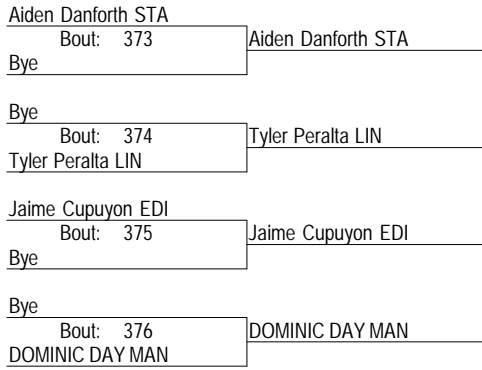 Aiden Danforth STA
Bout: 373
Aiden Danforth STA
Bye
Bye
Bout: 374
Tyler Peralta LIN
Tyler Peralta LIN
Jaime Cupuyon EDI
Bout: 375
Jaime Cupuyon EDI
Bye
Bye
Bout: 376
DOMINIC DAY MAN
DOMINIC DAY MAN